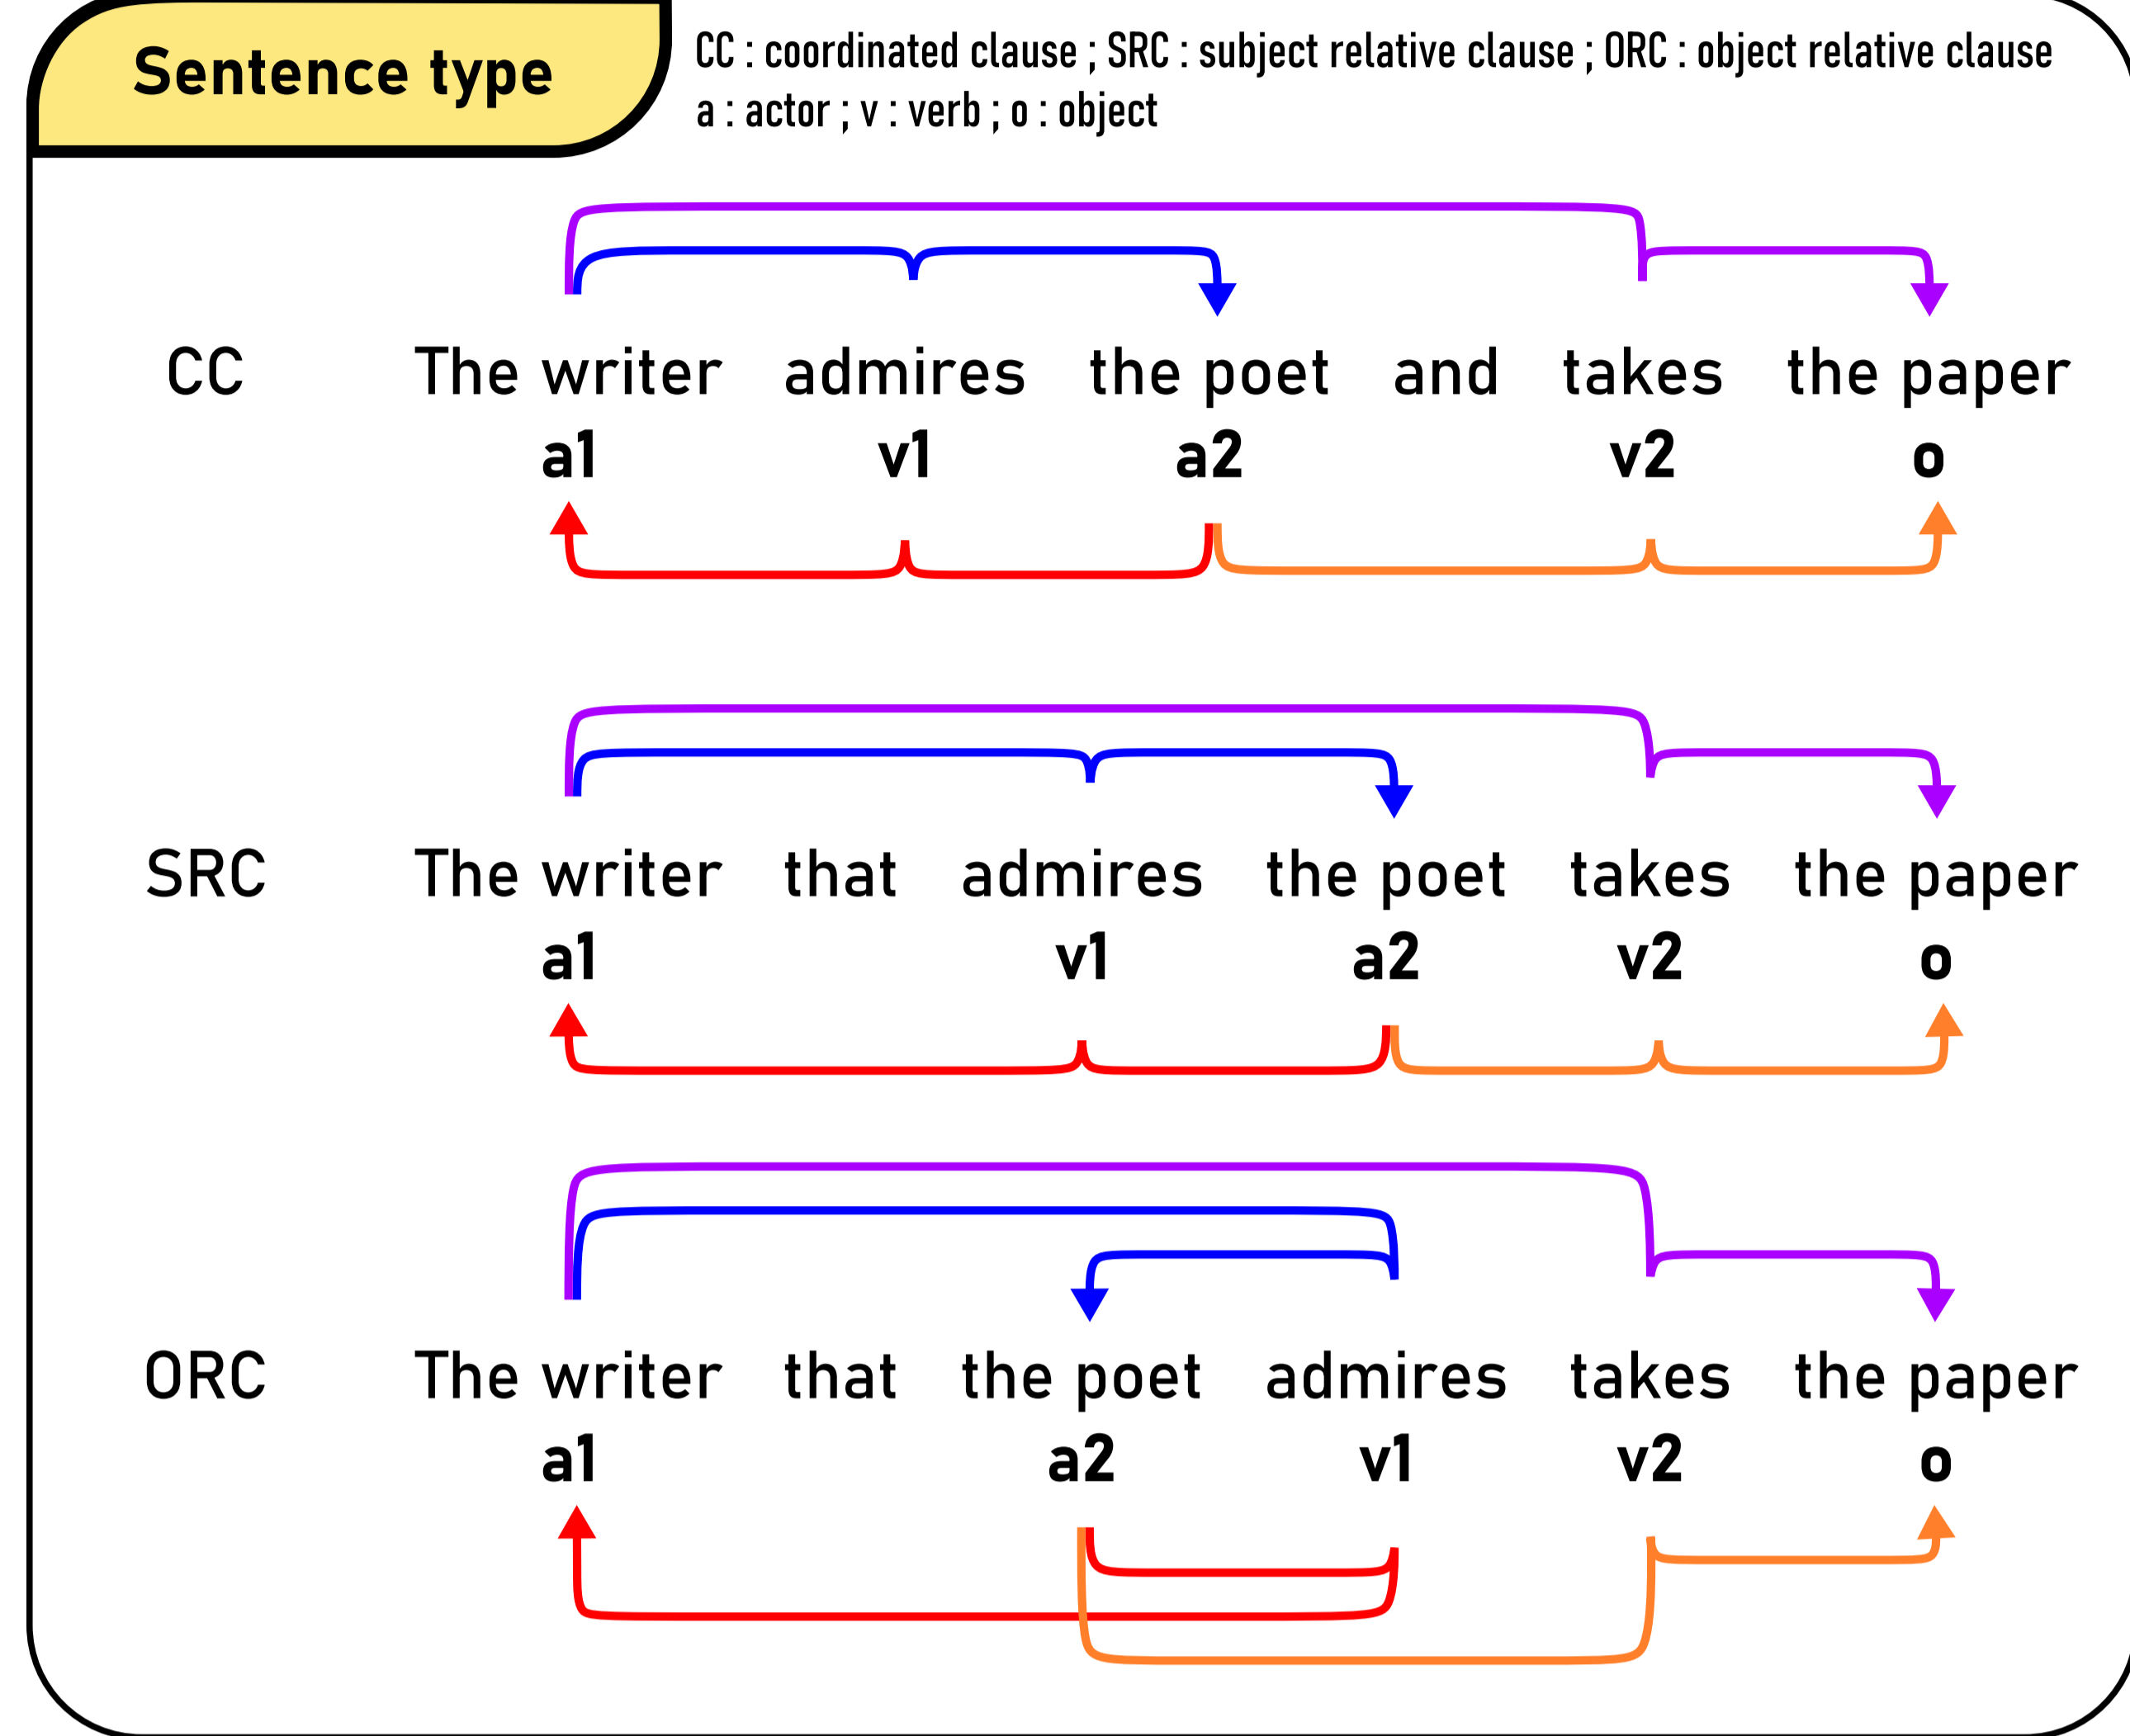 Sentence type
CC : coordinated clause ; SRC : subject relative clause ; ORC : object relative clause
a : actor ; v : verb ; o : object
CC The writer admires the poet and takes the paper
a1 v1 a2 v2 o
SRC The writer that admires the poet takes the paper
a1 v1 a2 v2 o
ORC The writer that the poet admires takes the paper
a1 a2 v1 v2 o